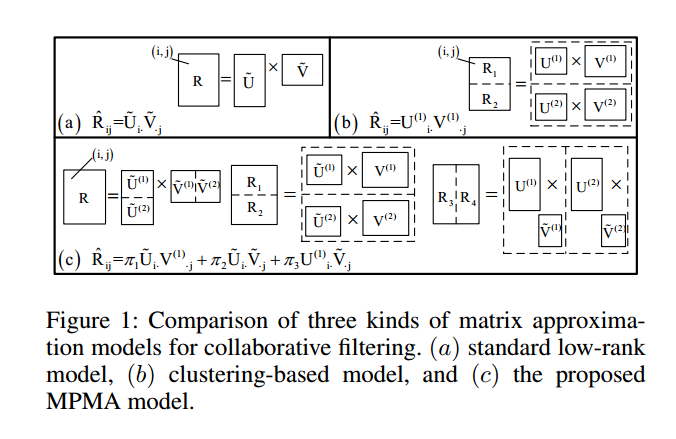 (i,j)
R = Ũ × Ṽ
(a) R̂ij=Ũi.Ṽ.j
(i,j)
R1
R2
=
U(1) × V(1)
U(2) × V(2)
(b) R̂ij=U(1)i.V(1).j
(i,j)
R = Ũ(1) Ũ(2) × Ṽ(1) Ṽ(2)
R1
R2
=
Ũ(1) × V(1)
Ũ(2) × V(2)
R3 R4 = U(1) × U(2) ×
Ṽ(1) Ṽ(2)
(c) R̂ij=π1Ũi.V(1).j+π2Ũi.Ṽ.j+π3U(1)i.Ṽ.j
Figure 1: Comparison of three kinds of matrix approxima-
tion models for collaborative filtering. (a) standard low-rank
model, (b) clustering-based model, and (c) the proposed
MPMA model.